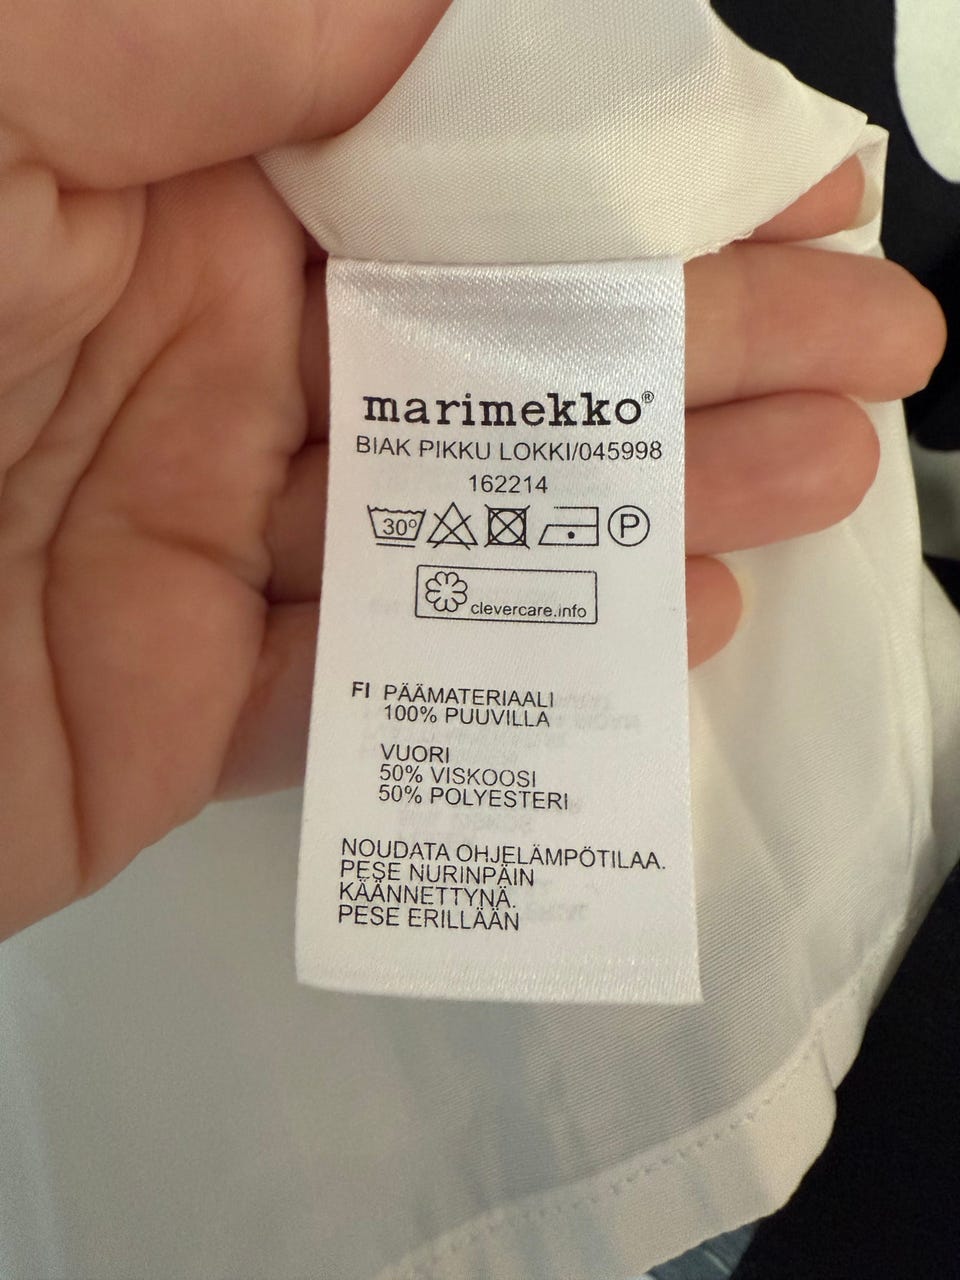 marimekko®
BIAK PIKKU LOKKI/045998
162214
30° P
clevercare.info
FI PÄÄMATERIAALI
100% PUUVILLA
VUORI
50% VISKOOSI
50% POLYESTERI
NOUDATA OHJELÄMPÖTILAA.
PESE NURINPÄIN
KÄÄNNETTYNÄ.
PESE ERILLÄÄN